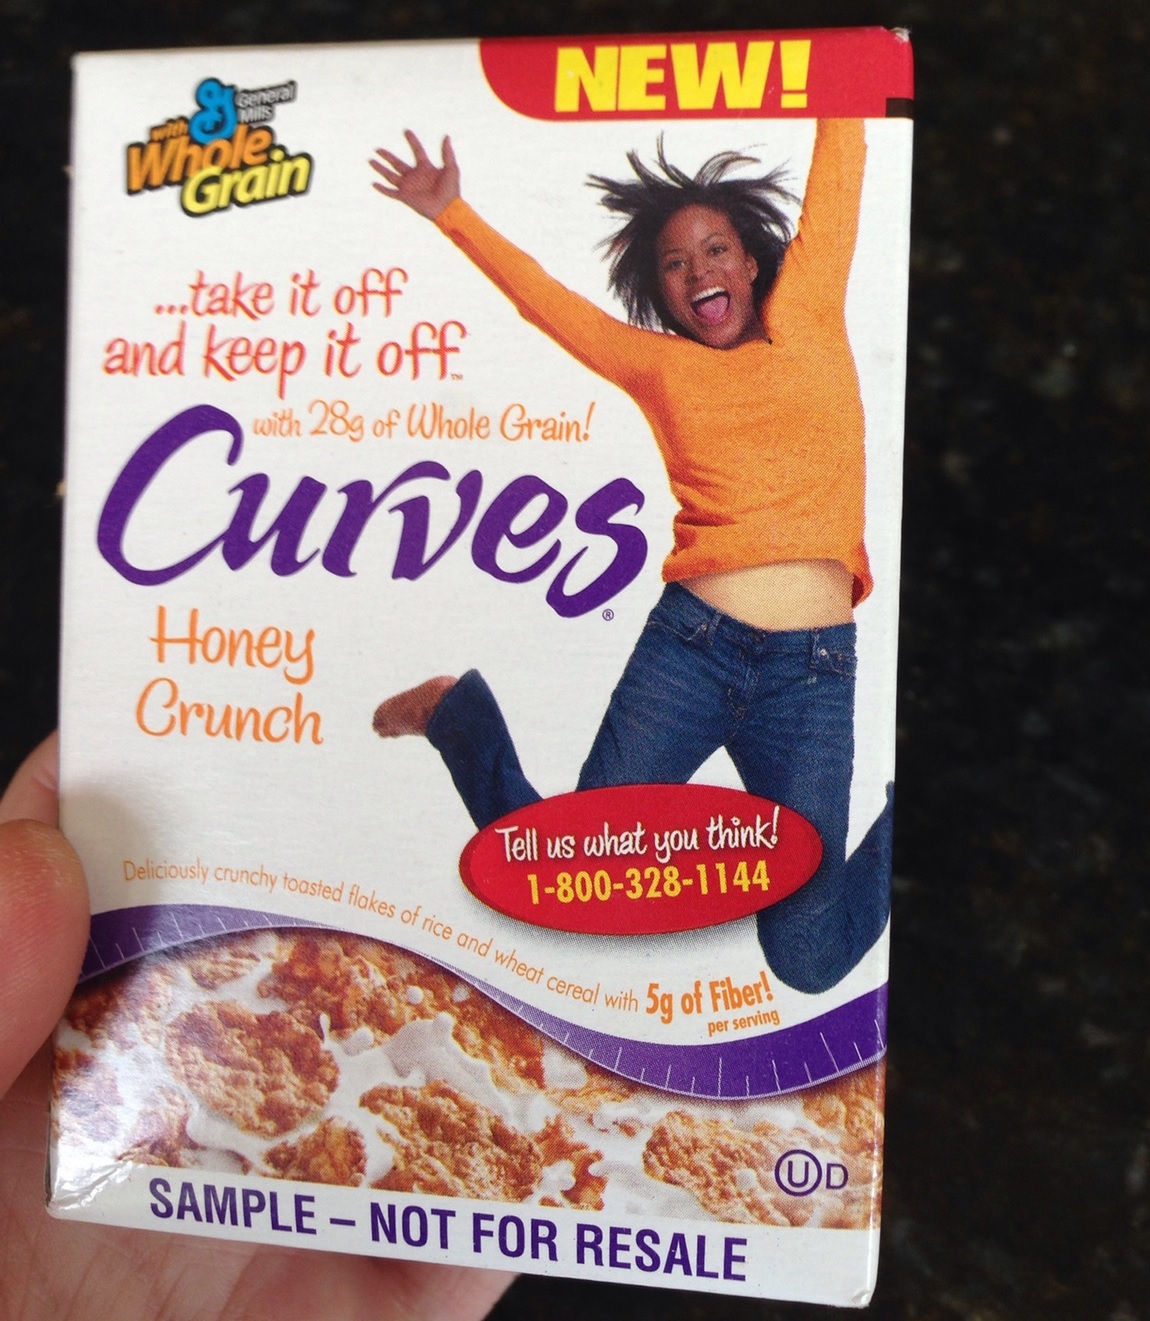 NEW!
General
Mills
with
Whole
Grain
...take it off
and keep it off™
with 28g of Whole Grain!
Curves®
Honey
Crunch
Tell us what you think!
1-800-328-1144
Deliciously crunchy toasted flakes of rice and wheat cereal with 5g of Fiber!
per serving
U D
SAMPLE – NOT FOR RESALE